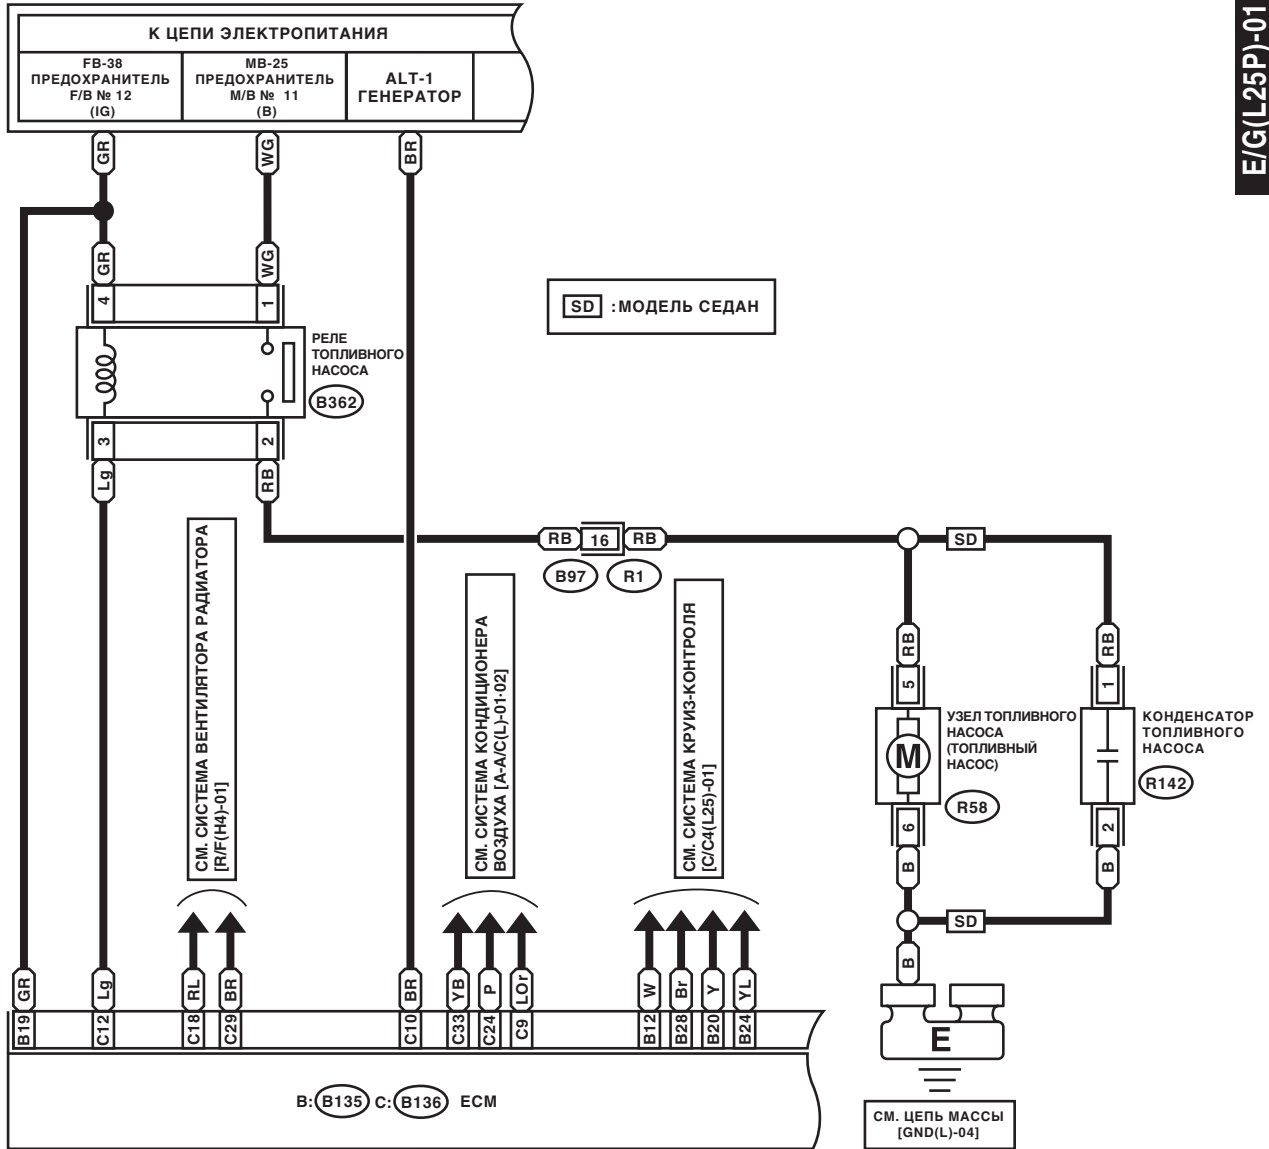 E/G(L25P)-01
К ЦЕПИ ЭЛЕКТРОПИТАНИЯ
FB-38
ПРЕДОХРАНИТЕЛЬ
F/B № 12
(IG)
MB-25
ПРЕДОХРАНИТЕЛЬ
M/B № 11
(B)
ALT-1
ГЕНЕРАТОР
GR
WG
BR
GR
WG
4
1
SD :МОДЕЛЬ СЕДАН
РЕЛЕ
ТОПЛИВНОГО
НАСОСА
B362
3
2
Lg
RB
RB 16 RB
B97 R1
SD
СМ. СИСТЕМА ВЕНТИЛЯТОРА РАДИАТОРА
[R/F(H4)-01]
СМ. СИСТЕМА КОНДИЦИОНЕРА
ВОЗДУХА [A-A/C(L)-01·02]
СМ. СИСТЕМА КРУИЗ-КОНТРОЛЯ
[C/C4(L25)-01]
RB
RB
5
1
M
УЗЕЛ ТОПЛИВНОГО
НАСОСА
(ТОПЛИВНЫЙ
НАСОС)
R58
КОНДЕНСАТОР
ТОПЛИВНОГО
НАСОСА
R142
6
2
B
B
SD
B
GR
Lg
RL
BR
BR
YB
P
LOr
W
Br
Y
YL
B19
C12
C18
C29
C10
C33
C24
C9
B12
B28
B20
B24
E
B: B135 C: B136 ECM
СМ. ЦЕПЬ МАССЫ
[GND(L)-04]